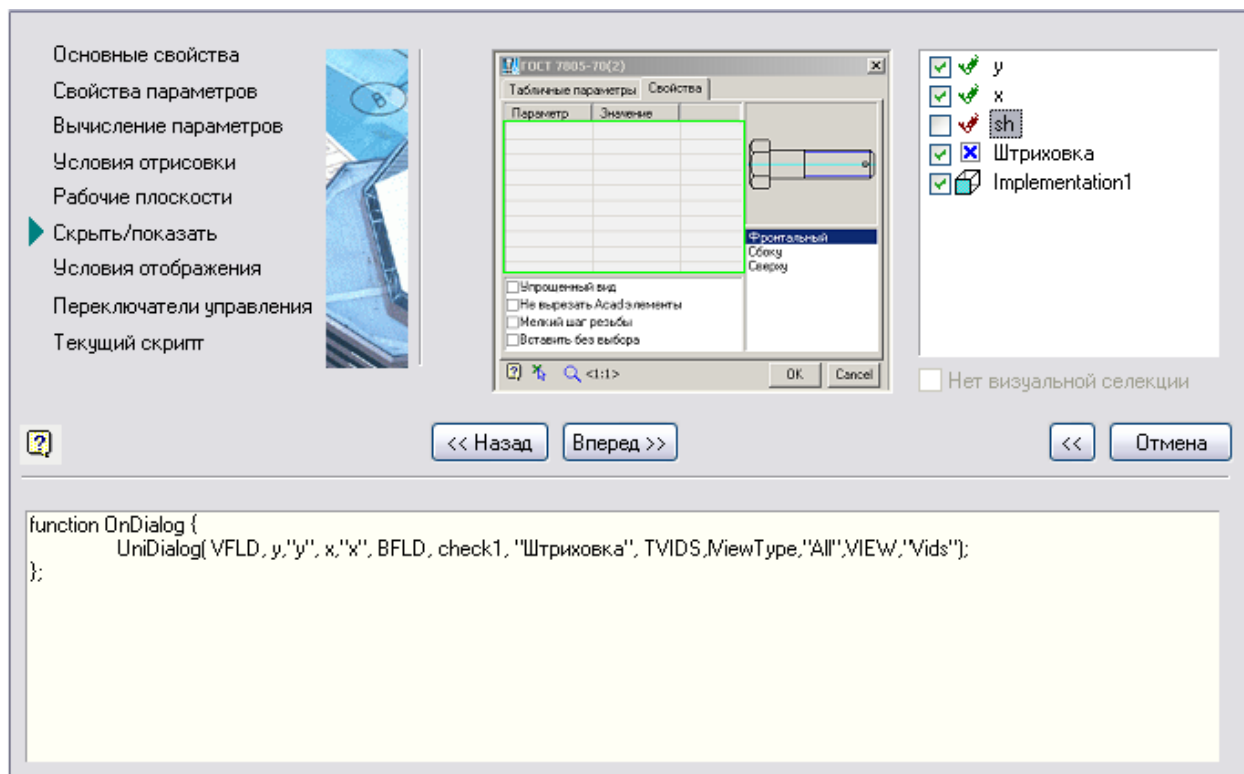 Основные свойства
Свойства параметров
Вычисление параметров
Условия отрисовки
Рабочие плоскости
Скрыть/показать
Условия отображения
Переключатели управления
Текущий скрипт
ГОСТ 7805-70(2)
Табличные параметры Свойства
Параметр Значение
Фронтальный
Сбоку
Сверху
Упрошенный вид
Не вырезать Acad элементы
Мелкий шаг резьбы
Вставить без выбора
<1:1> OK Cancel
y
x
sh
Штриховка
Implementation1
Нет визуальной селекции
<< Назад Вперед >> << Отмена
function OnDialog {
UniDialog( VFLD, y,"y", x,"x", BFLD, check1, "Штриховка", TVIDS,iViewType,"All",VIEW,"Vids");
};